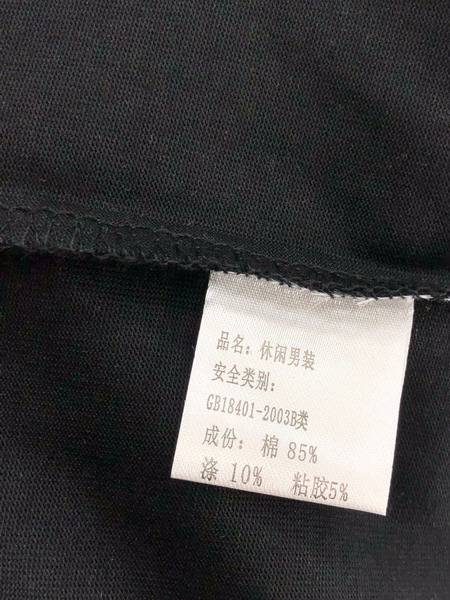 品名：休闲男装
安全类别：
GB18401-2003B类
成份：棉 85%
涤 10% 粘胶5%